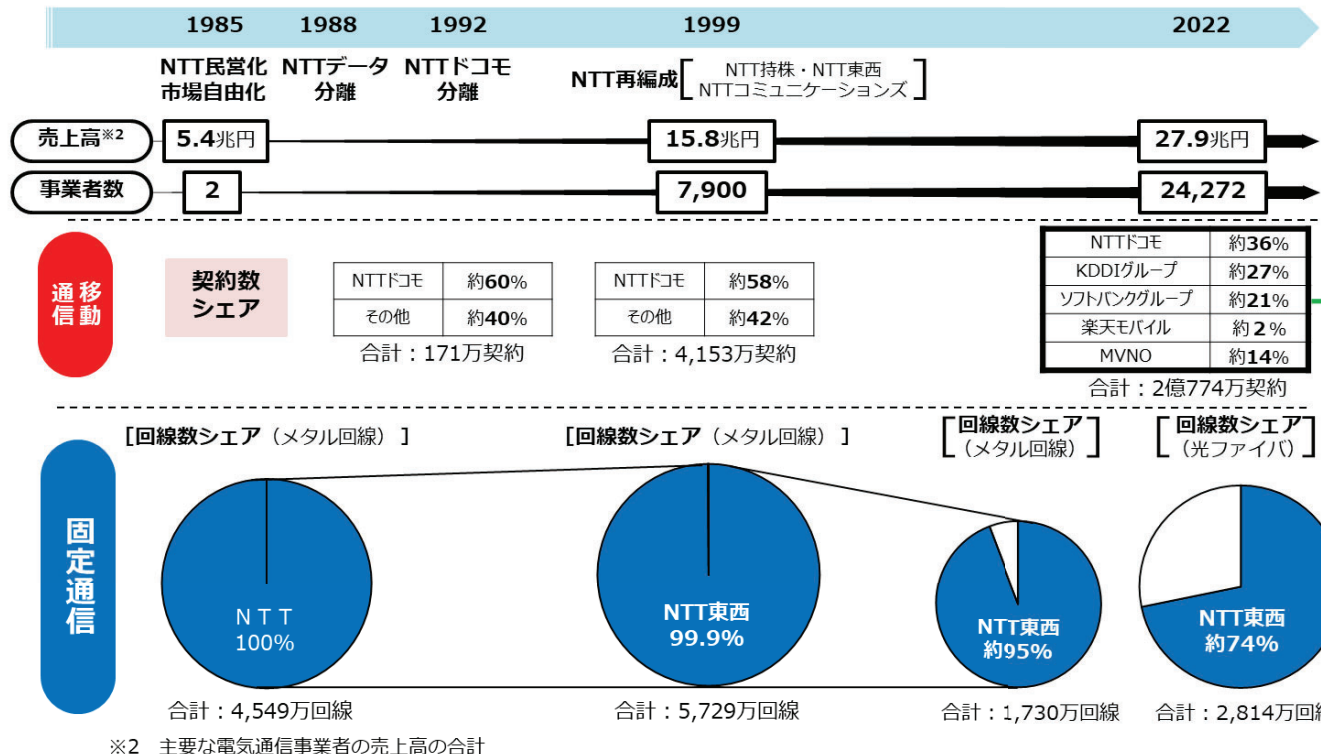 1985 1988 1992 1999 2022
NTT民営化
市場自由化
NTTデータ
分離
NTTドコモ
分離
NTT再編成
NTT持株・NTT東西
NTTコミュニケーションズ
売上高※2 5.4兆円 15.8兆円 27.9兆円
事業者数 2 7,900 24,272
移動
通信
契約数
シェア
NTTドコモ 約60%
その他 約40%
合計：171万契約
NTTドコモ 約58%
その他 約42%
合計：4,153万契約
NTTドコモ 約36%
KDDIグループ 約27%
ソフトバンクグループ 約21%
楽天モバイル 約2%
MVNO 約14%
合計：2億774万契約
固定通信
[回線数シェア（メタル回線）]
NTT
100%
合計：4,549万回線
[回線数シェア（メタル回線）]
NTT東西
99.9%
合計：5,729万回線
[回線数シェア
（メタル回線）]
NTT東西
約95%
合計：1,730万回線
[回線数シェア
（光ファイバ）]
NTT東西
約74%
合計：2,814万回
※2 主要な電気通信事業者の売上高の合計